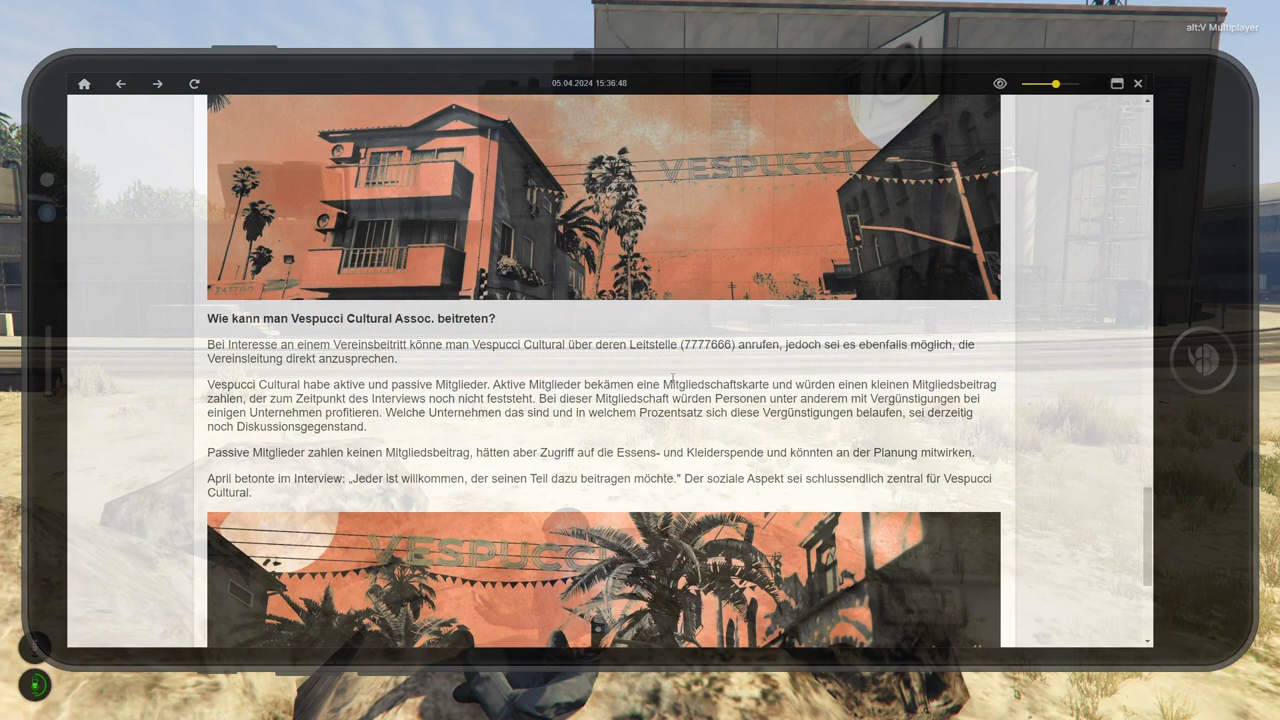 alt:V Multiplayer
05.04.2024 15:36:48
VESPUCCI
Wie kann man Vespucci Cultural Assoc. beitreten?
Bei Interesse an einem Vereinsbeitritt könne man Vespucci Cultural über deren Leitstelle (7777666) anrufen, jedoch sei es ebenfalls möglich, die
Vereinsleitung direkt anzusprechen.
Vespucci Cultural habe aktive und passive Mitglieder. Aktive Mitglieder bekämen eine Mitgliedschaftskarte und würden einen kleinen Mitgliedsbeitrag
zahlen, der zum Zeitpunkt des Interviews noch nicht feststeht. Bei dieser Mitgliedschaft würden Personen unter anderem mit Vergünstigungen bei
einigen Unternehmen profitieren. Welche Unternehmen das sind und in welchem Prozentsatz sich diese Vergünstigungen belaufen, sei derzeitig
noch Diskussionsgegenstand.
Passive Mitglieder zahlen keinen Mitgliedsbeitrag, hätten aber Zugriff auf die Essens- und Kleiderspende und könnten an der Planung mitwirken.
April betonte im Interview: „Jeder ist willkommen, der seinen Teil dazu beitragen möchte." Der soziale Aspekt sei schlussendlich zentral für Vespucci
Cultural.
VESPUCCI